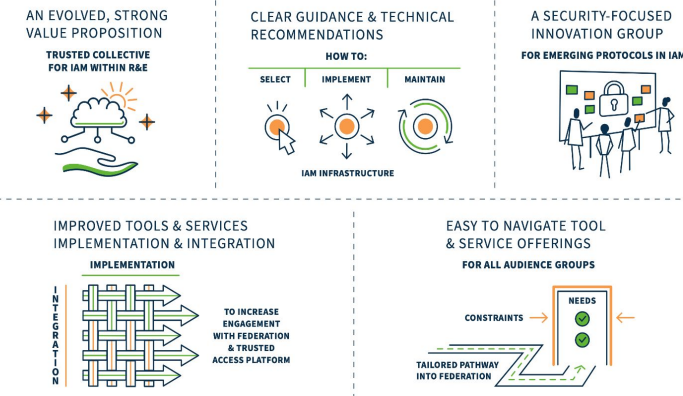 AN EVOLVED, STRONG
VALUE PROPOSITION
TRUSTED COLLECTIVE
FOR IAM WITHIN R&E
CLEAR GUIDANCE & TECHNICAL
RECOMMENDATIONS
HOW TO:
SELECT
IMPLEMENT
MAINTAIN
IAM INFRASTRUCTURE
A SECURITY-FOCUSED
INNOVATION GROUP
FOR EMERGING PROTOCOLS IN IAM
IMPROVED TOOLS & SERVICES
IMPLEMENTATION & INTEGRATION
IMPLEMENTATION
INTEGRATION
TO INCREASE
ENGAGEMENT
WITH FEDERATION
& TRUSTED
ACCESS PLATFORM
EASY TO NAVIGATE TOOL
& SERVICE OFFERINGS
FOR ALL AUDIENCE GROUPS
NEEDS
CONSTRAINTS
TAILORED PATHWAY
INTO FEDERATION